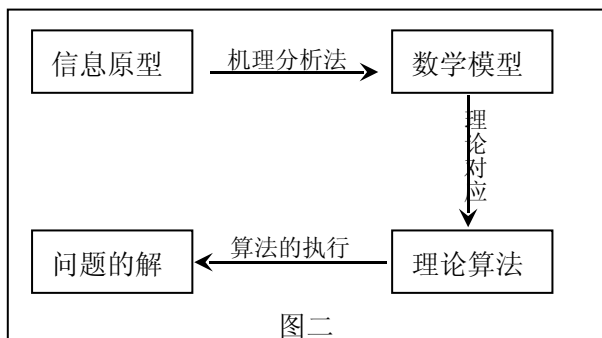 信息原型
机理分析法
数学模型
理论对应
问题的解
算法的执行
理论算法
图二